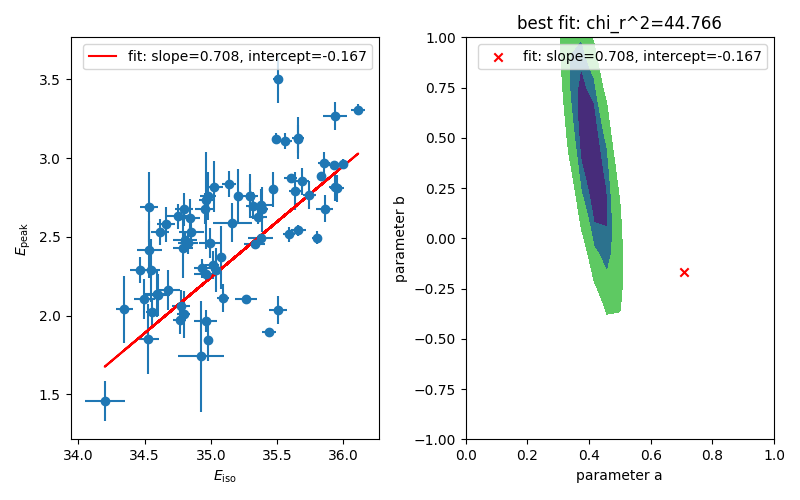 best fit: chi_r^2=44.766
fit: slope=0.708, intercept=-0.167
3.5
3.0
2.5
2.0
1.5
E_peak
34.0 34.5 35.0 35.5 36.0
E_iso
fit: slope=0.708, intercept=-0.167
1.00
0.75
0.50
0.25
0.00
−0.25
−0.50
−0.75
−1.00
parameter b
0.0 0.2 0.4 0.6 0.8 1.0
parameter a